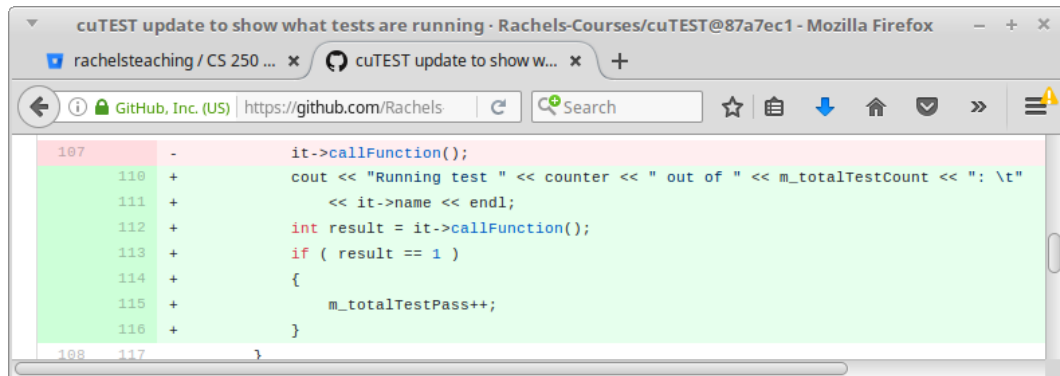 cuTEST update to show what tests are running · Rachels-Courses/cuTEST@87a7ec1 - Mozilla Firefox
rachelsteaching / CS 250 ... cuTEST update to show w...
GitHub, Inc. (US) https://github.com/Rachels Search
107 - it->callFunction();
110 + cout << "Running test " << counter << " out of " << m_totalTestCount << ": \t"
111 + << it->name << endl;
112 + int result = it->callFunction();
113 + if ( result == 1 )
114 + {
115 + m_totalTestPass++;
116 + }
108 117 }